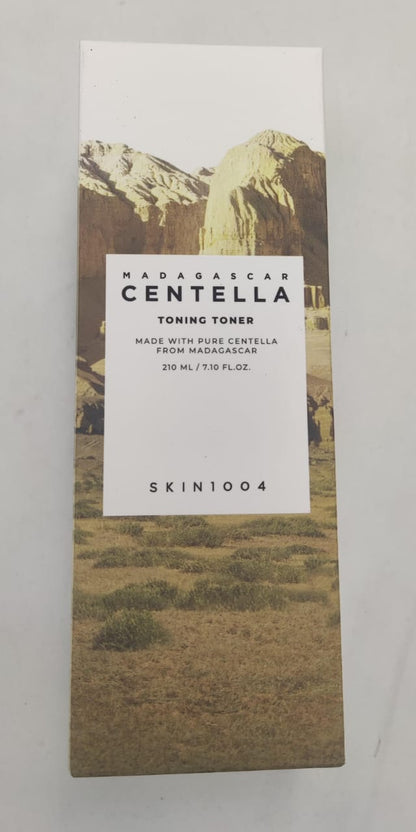 MADAGASCAR
CENTELLA
TONING TONER
MADE WITH PURE CENTELLA
FROM MADAGASCAR
210 ML / 7.10 FL.OZ.
SKIN1004